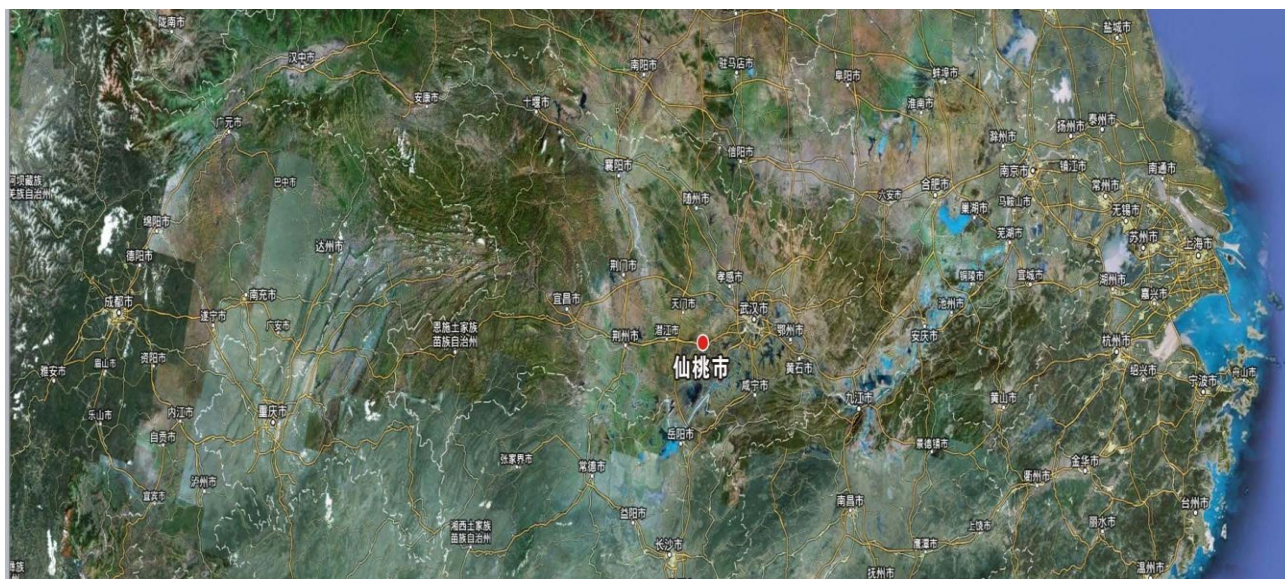 陇南市
盐城市
汉中市
南阳市
驻马店市
阜阳市
蚌埠市
安康市
十堰市
淮南市
广元市
滁州市
扬州市
泰州市
信阳市
襄阳市
南京市
镇江市
南通市
阿坝藏族
羌族自治州
巴中市
六安市
合肥市
常州市
绵阳市
随州市
巢湖市
马鞍山市
无锡市
达州市
芜湖市
苏州市
上海市
德阳市
荆门市
孝感市
铜陵市
宣城市
湖州市
嘉兴市
成都市
南充市
宜昌市
天门市
武汉市
池州市
遂宁市
广安市
恩施土家族
苗族自治州
荆州市
潜江市
鄂州市
安庆市
杭州市
仙桃市
雅安市
眉山市
资阳市
黄石市
绍兴市
宁波市
舟山市
咸宁市
乐山市
内江市
重庆市
九江市
黄山市
自贡市
岳阳市
景德镇市
张家界市
常德市
金华市
衢州市
宜宾市
泸州市
南昌市
台州市
益阳市
湘西土家族
苗族自治州
上饶市
丽水市
长沙市
鹰潭市
抚州市
温州市